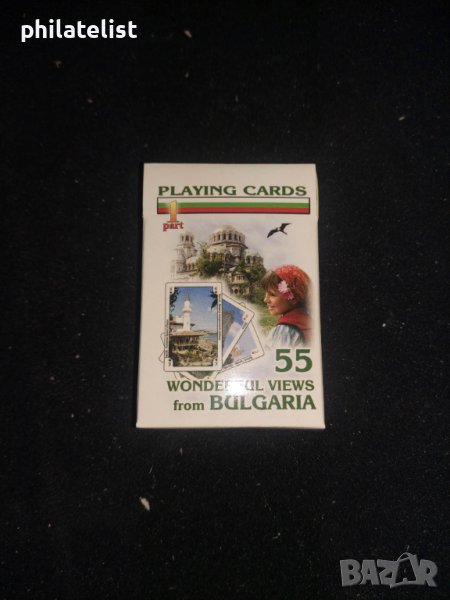 philatelist
PLAYING CARDS
1
part
55
WONDERFUL VIEWS
from BULGARIA
BAZAR